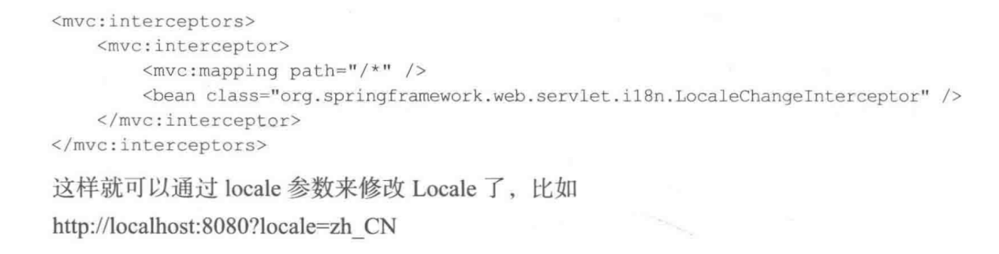 <mvc:interceptors>
    <mvc:interceptor>
        <mvc:mapping path="/*" />
        <bean class="org.springframework.web.servlet.i18n.LocaleChangeInterceptor" />
    </mvc:interceptor>
</mvc:interceptors>
这样就可以通过 locale 参数来修改 Locale 了，比如
http://localhost:8080?locale=zh_CN